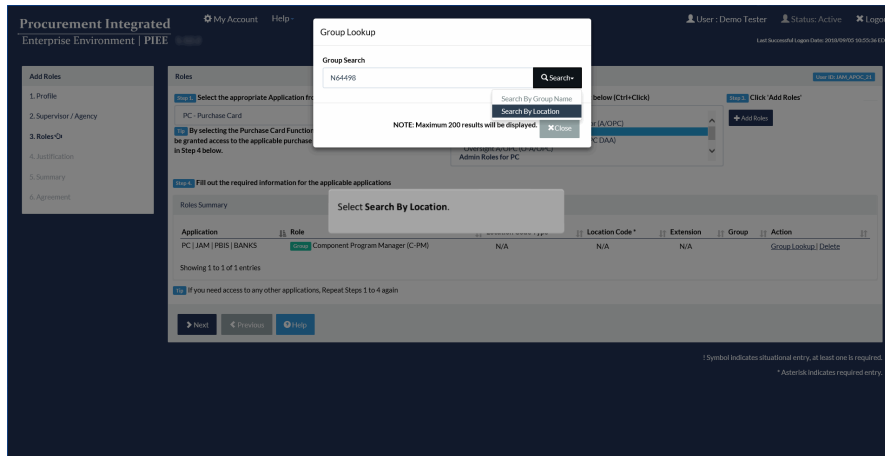 Procurement Integrated
Enterprise Environment | PIEE
My Account
Help
User : Demo Tester
Status: Active
Logo
Last Successful Logon Date: 2018/09/05 10:55:36 ED
Group Lookup
Group Search
N64498
Search
Search By Group Name
Search By Location
NOTE: Maximum 200 results will be displayed.
Close
Add Roles
1. Profile
2. Supervisor / Agency
3. Roles
4. Justification
5. Summary
6. Agreement
Roles
User ID: JAM_APOC_21
Step 1. Select the appropriate Application fro
PC - Purchase Card
Tip By selecting the Purchase Card Function
be granted access to the applicable purchase
in Step 4 below.
below (Ctrl+Click)
or (A/OPC)
PC DAA)
Oversight A/OPC (O-A/OPC)
Admin Roles for PC
Step 3. Click 'Add Roles'
Add Roles
Step 4. Fill out the required information for the applicable applications
Roles Summary
Select Search By Location.
Application Role Location Code * Extension Group Action
PC | JAM | PBIS | BANKS Group Component Program Manager (C-PM) N/A N/A N/A Group Lookup | Delete
Showing 1 to 1 of 1 entries
Tip If you need access to any other applications, Repeat Steps 1 to 4 again
Next
Previous
Help
! Symbol indicates situational entry, at least one is required.
* Asterisk indicates required entry.